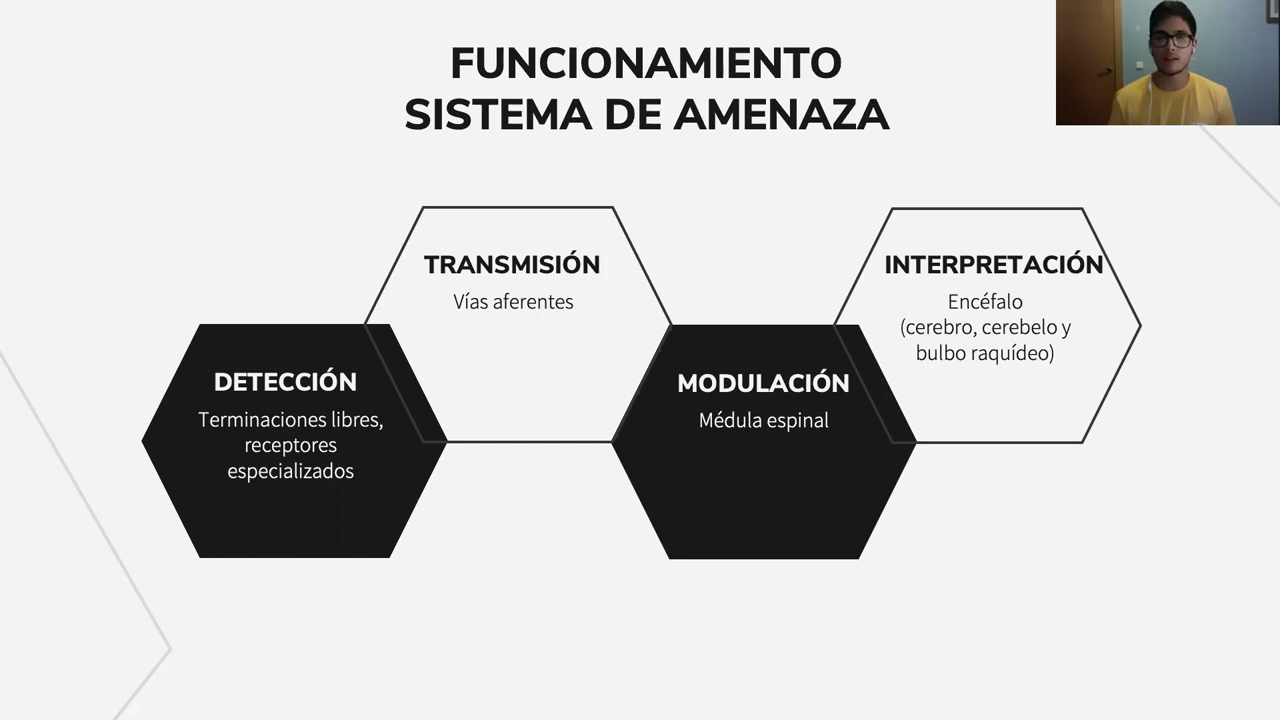 FUNCIONAMIENTO
SISTEMA DE AMENAZA
DETECCIÓN
Terminaciones libres,
receptores
especializados
TRANSMISIÓN
Vías aferentes
MODULACIÓN
Médula espinal
INTERPRETACIÓN
Encéfalo
(cerebro, cerebelo y
bulbo raquídeo)